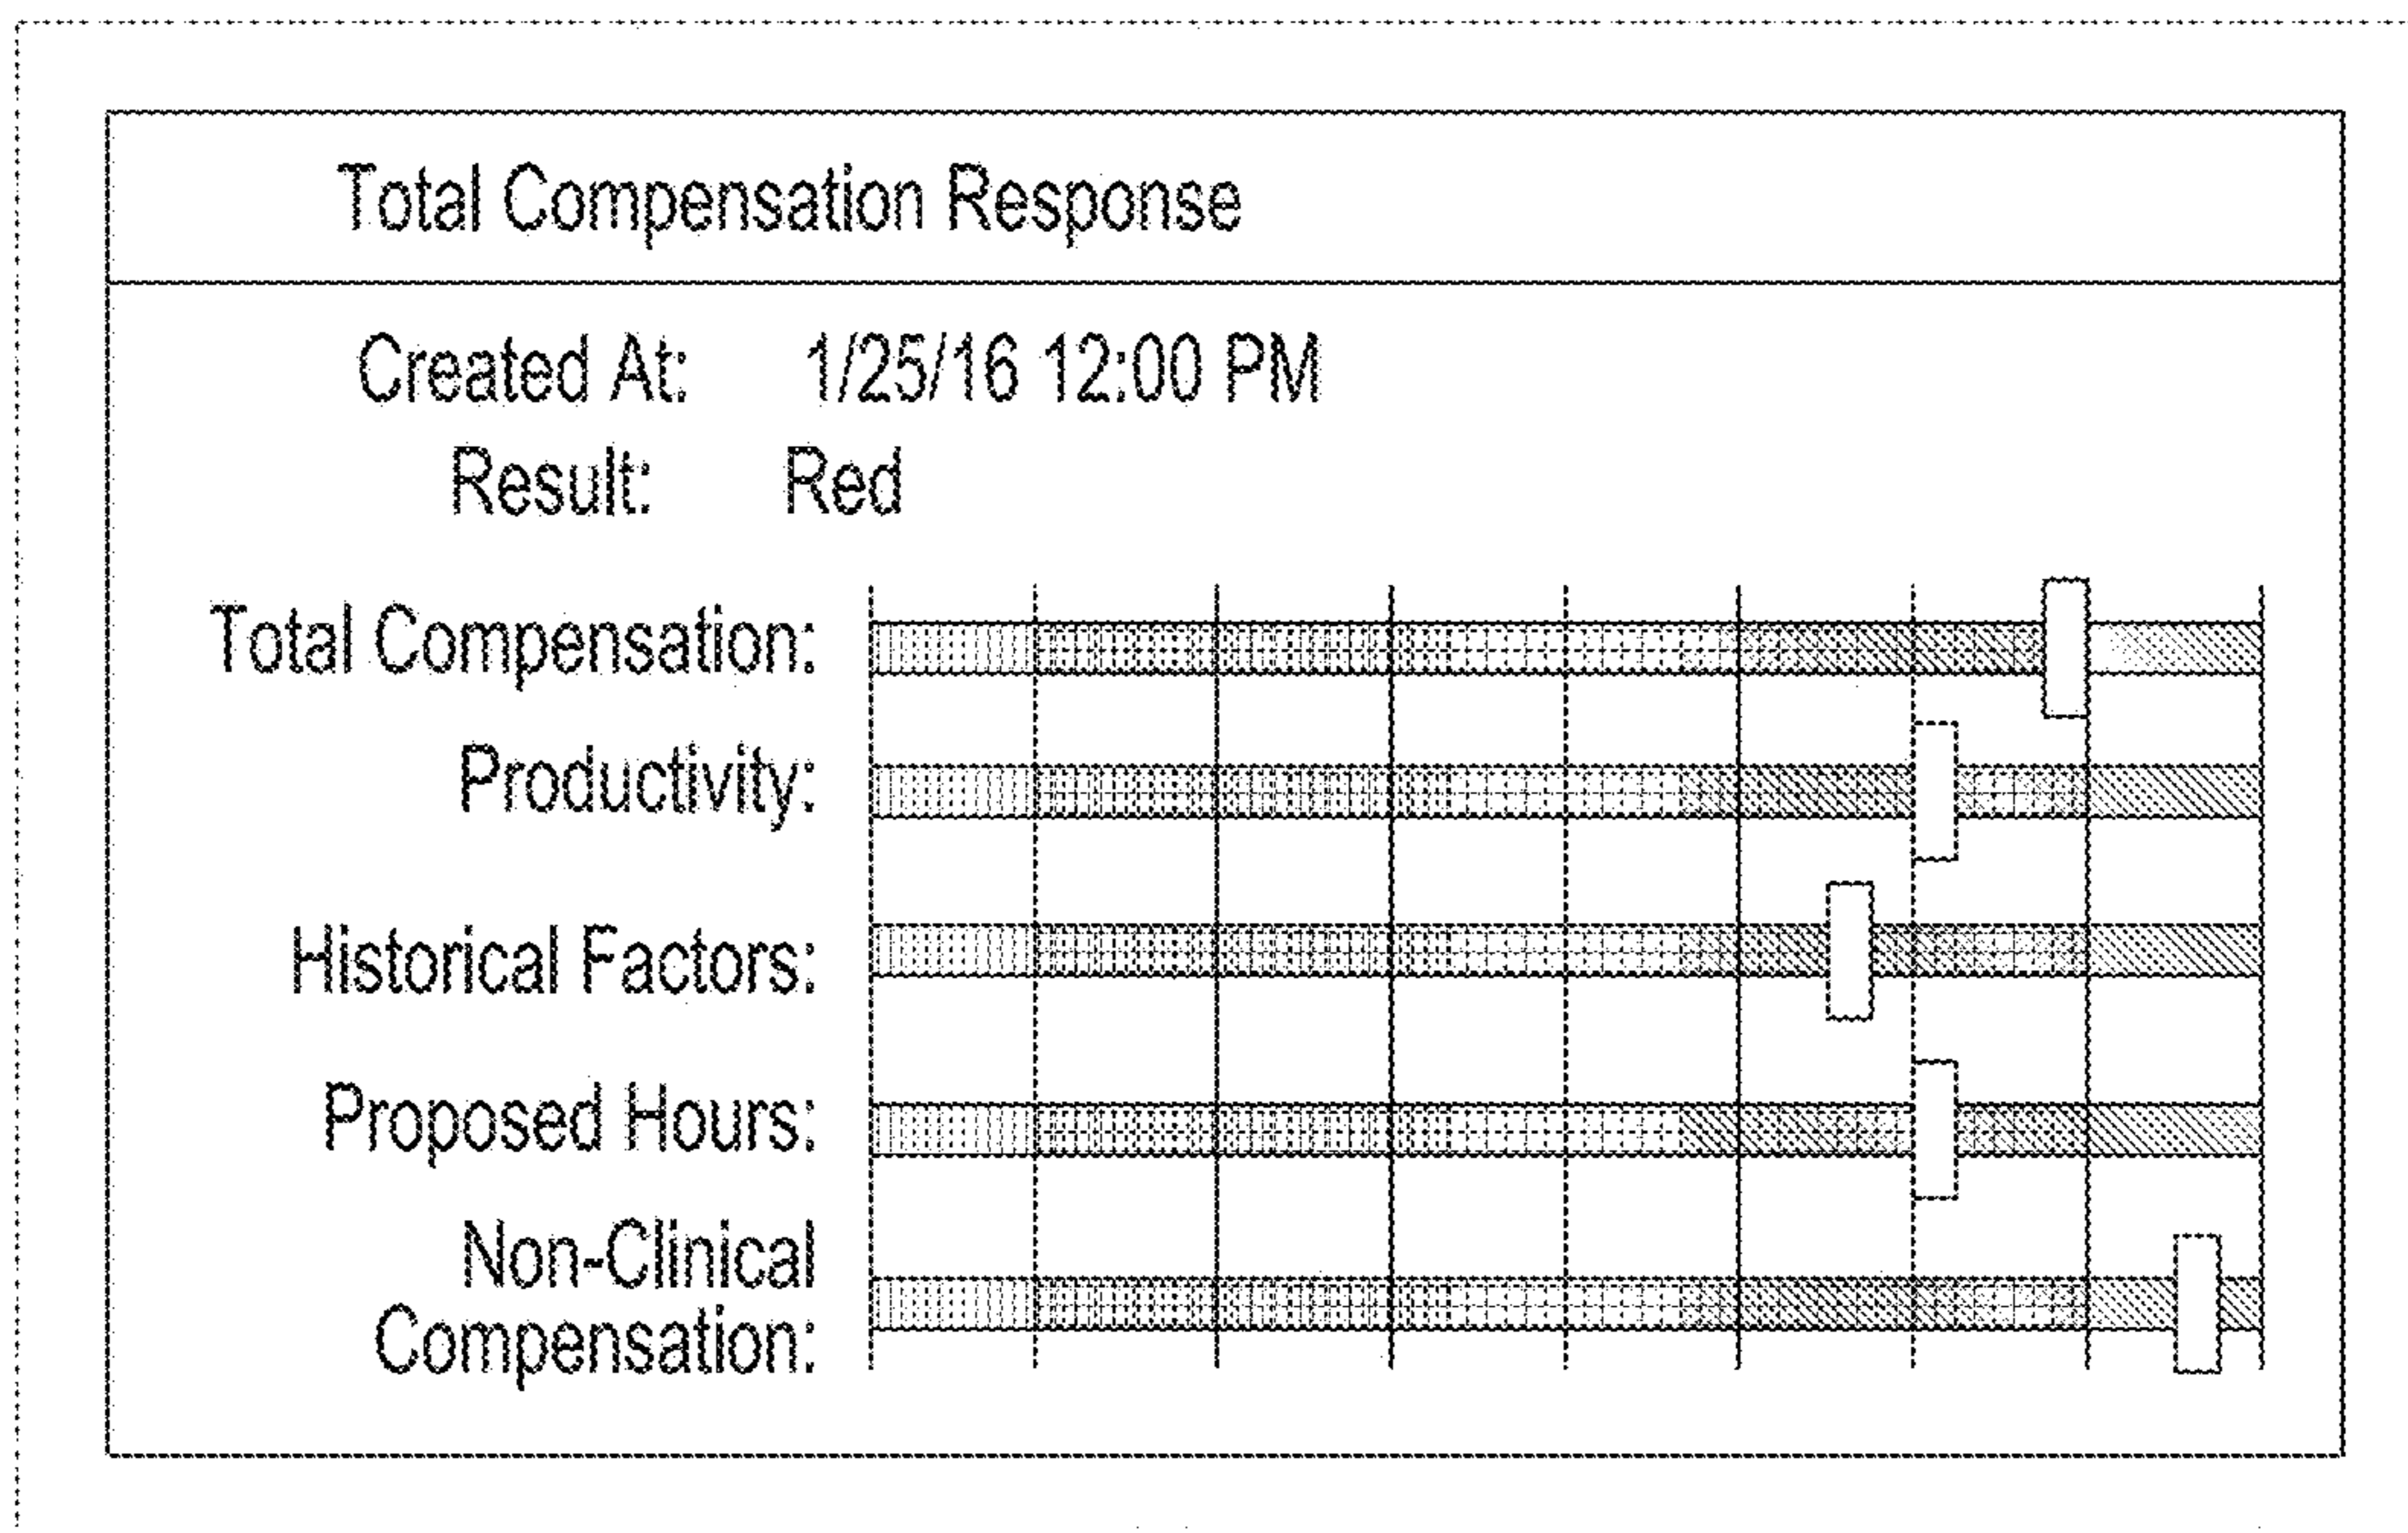 Total Compensation Response
Created At: 1/25/16 12:00 PM
Result: Red
Total Compensation:
Productivity:
Historical Factors:
Proposed Hours:
Non-Clinical
Compensation: